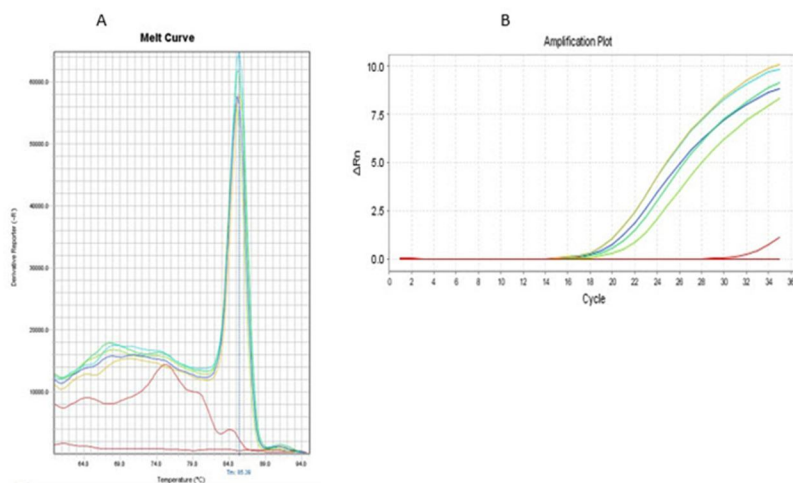 A
Melt Curve
Derivative Reporter (-R')
60000.0
50000.0
40000.0
30000.0
20000.0
10000.0
64.0 69.0 74.0 79.0 84.0 89.0 94.0
Tm: 85.38
Temperature (°C)
B
Amplification Plot
ΔRn
10.0
7.5
5.0
2.5
0.0
0 2 4 6 8 10 12 14 16 18 20 22 24 26 28 30 32 34 36
Cycle